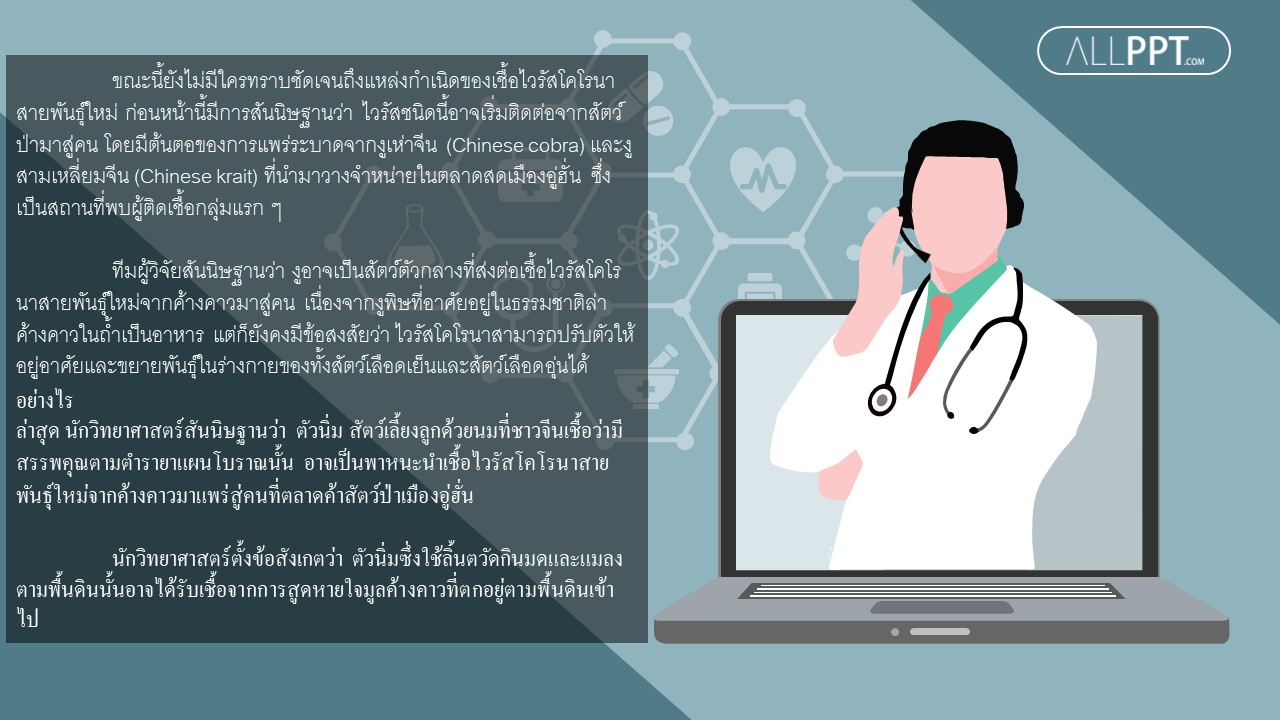 ALLPPT.COM
ขณะนี้ยังไม่มีใครทราบชัดเจนถึงแหล่งกำเนิดของเชื้อไวรัสโคโรนา
สายพันธุ์ใหม่ ก่อนหน้านี้มีการสันนิษฐานว่า ไวรัสชนิดนี้อาจเริ่มติดต่อจากสัตว์
ป่ามาสู่คน โดยมีต้นตอของการแพร่ระบาดจากงูเห่าจีน (Chinese cobra) และงู
สามเหลี่ยมจีน (Chinese krait) ที่นำมาวางจำหน่ายในตลาดสดเมืองอู่ฮั่น ซึ่ง
เป็นสถานที่พบผู้ติดเชื้อกลุ่มแรก ๆ
ทีมผู้วิจัยสันนิษฐานว่า งูอาจเป็นสัตว์ตัวกลางที่ส่งต่อเชื้อไวรัสโคโร
นาสายพันธุ์ใหม่จากค้างคาวมาสู่คน เนื่องจากงูพิษที่อาศัยอยู่ในธรรมชาติล่า
ค้างคาวในถ้ำเป็นอาหาร แต่ก็ยังคงมีข้อสงสัยว่า ไวรัสโคโรนาสามารถปรับตัวให้
อยู่อาศัยและขยายพันธุ์ในร่างกายของทั้งสัตว์เลือดเย็นและสัตว์เลือดอุ่นได้
อย่างไร
ล่าสุด นักวิทยาศาสตร์สันนิษฐานว่า ตัวนิ่ม สัตว์เลี้ยงลูกด้วยนมที่ชาวจีนเชื้อว่ามี
สรรพคุณตามตำรายาแผนโบราณนั้น อาจเป็นพาหนะนำเชื้อไวรัสโคโรนาสาย
พันธุ์ใหม่จากค้างคาวมาแพร่สู่คนที่ตลาดค้าสัตว์ป่าเมืองอู่ฮั่น
นักวิทยาศาสตร์ตั้งข้อสังเกตว่า ตัวนิ่มซึ่งใช้ลิ้นตวัดกินมดและแมลง
ตามพื้นดินนั้นอาจได้รับเชื้อจากการสูดหายใจมูลค้างคาวที่ตกอยู่ตามพื้นดินเข้า
ไป